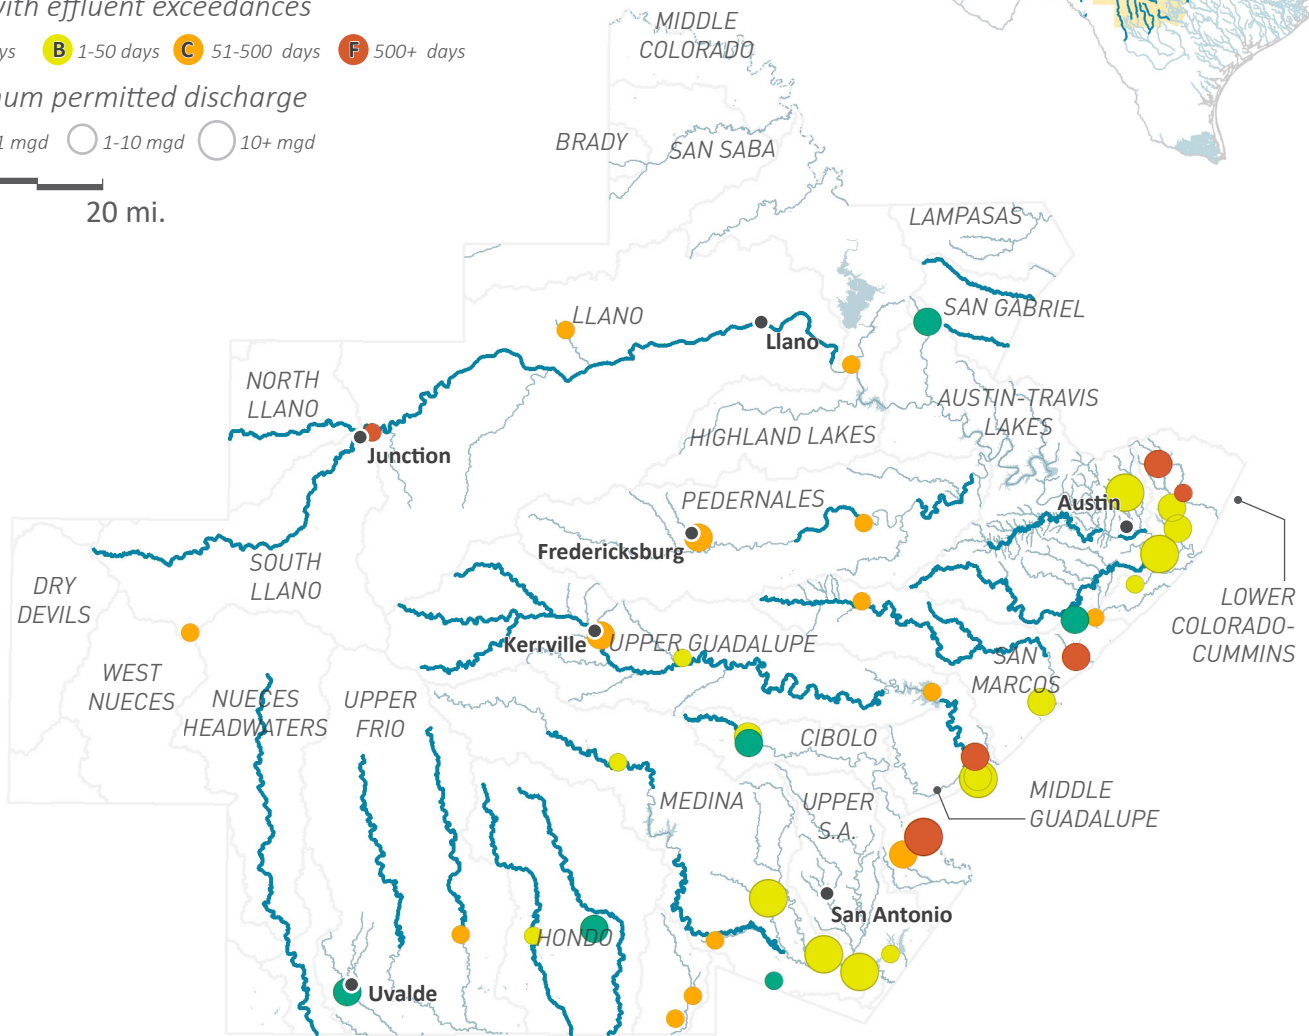 with effluent exceedances
B 1-50 days C 51-500 days F 500+ days
permitted discharge
mgd 1-10 mgd 10+ mgd
20 mi.
MIDDLE
COLORADO
BRADY
SAN SABA
LAMPASAS
SAN GABRIEL
LLANO
Llano
NORTH
LLANO
Junction
AUSTIN-TRAVIS
LAKES
HIGHLAND LAKES
PEDERNALES
Austin
Fredericksburg
SOUTH
LLANO
DRY
DEVILS
LOWER
COLORADO-
CUMMINS
Kerrville
UPPER GUADALUPE
SAN
MARCOS
WEST
NUECES
NUECES
HEADWATERS
UPPER
FRIO
CIBOLO
MEDINA
UPPER
S.A.
MIDDLE
GUADALUPE
San Antonio
HONDO
Uvalde